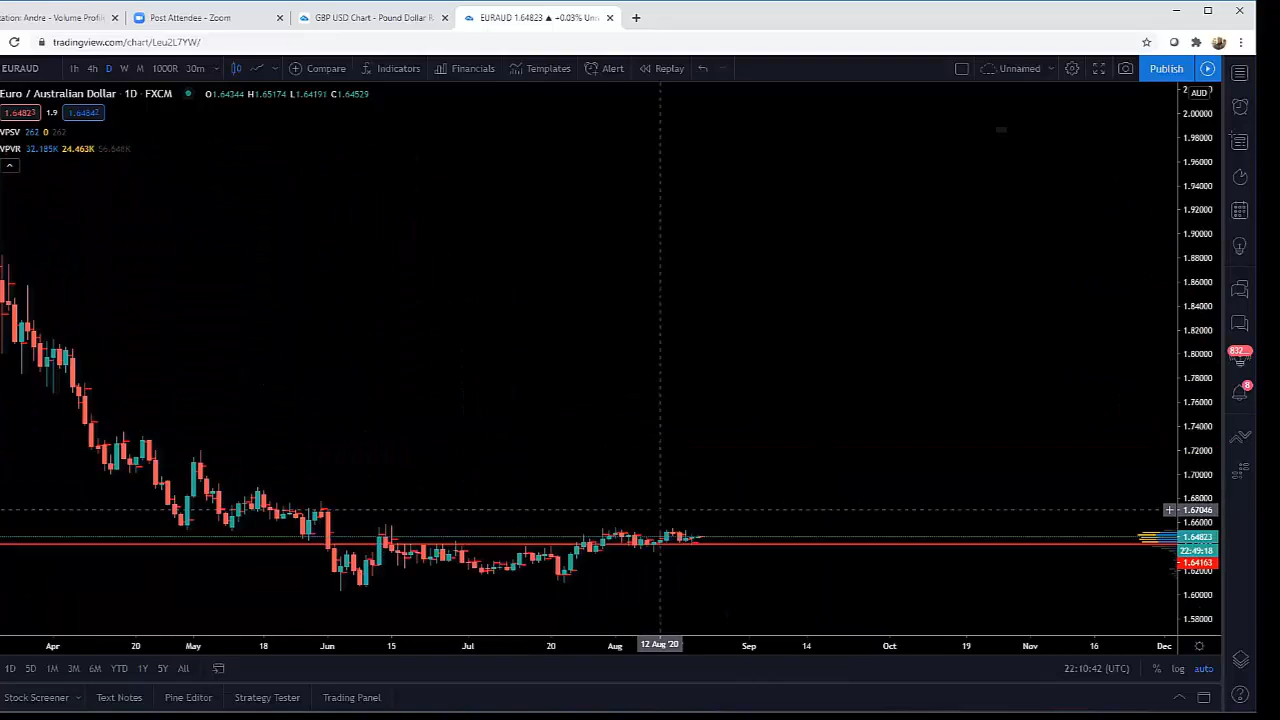 tation: Andre - Volume Profil
Post Attendee - Zoom
GBP USD Chart - Pound Dollar R
EURAUD 1.64823 ▲ +0.03% Un
tradingview.com/chart/Leu2L7YW/
EURAUD 1h 4h D W M 1000R 30m Compare Indicators Financials Templates Alert Replay Unnamed Publish
Euro / Australian Dollar · 1D · FXCM O1.64344 H1.65174 L1.64191 C1.64529
AUD
1.64823 1.9 1.64842
VPSV 262 0 262
VPVR 32.185K 24.463K 56.648K
2.00000
1.98000
1.96000
1.94000
1.92000
1.90000
1.88000
1.86000
1.84000
1.82000
1.80000
1.78000
1.76000
1.74000
1.72000
1.70000
1.68000
1.67046
1.66000
1.64823
22:49:18
1.64163
1.62000
1.60000
1.58000
832
8
Apr 20 May 18 Jun 15 Jul 20 Aug 12 Aug '20 Sep 14 Oct 19 Nov 16 Dec
1D 5D 1M 3M 6M YTD 1Y 5Y All 22:10:42 (UTC) % log auto
Stock Screener Text Notes Pine Editor Strategy Tester Trading Panel